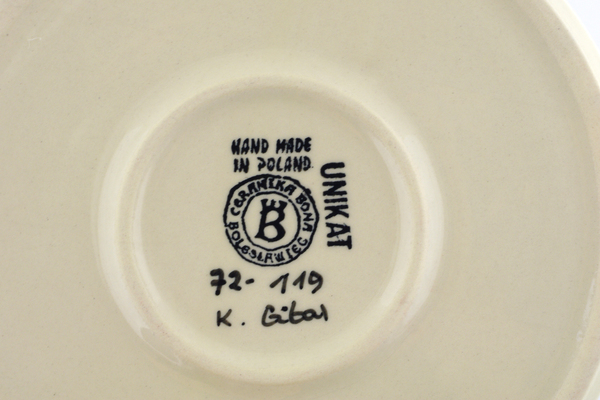 HAND MADE
IN POLAND
UNIKAT
CERAMIKA BONA
BOLESŁAWIEC
B
72-119
K. Gibas